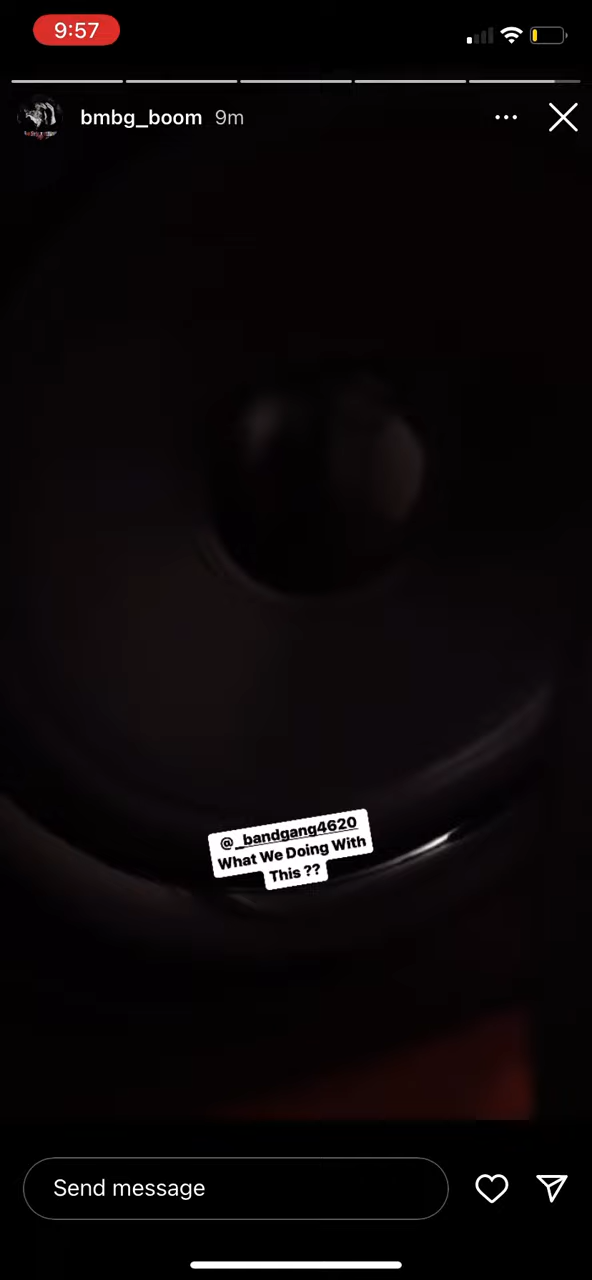 9:57
bmbg_boom 9m
@_bandgang4620
What We Doing With
This ??
Send message